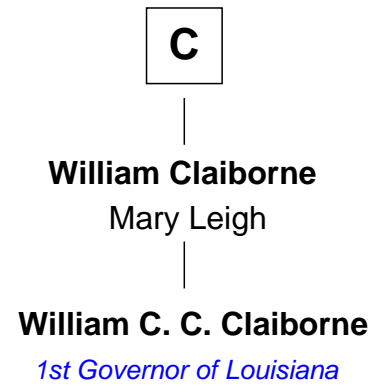 C
William Claiborne
Mary Leigh
William C. C. Claiborne
1st Governor of Louisiana